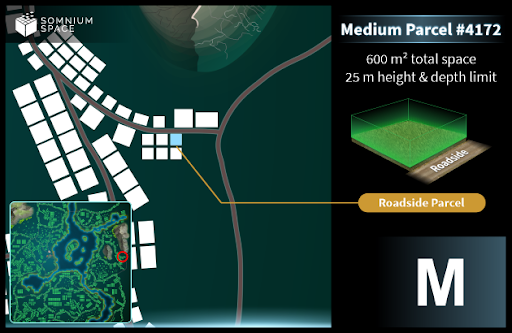 SOMNIUM
SPACE
Medium Parcel #4172
600 m² total space
25 m height & depth limit
Roadside
Roadside Parcel
M